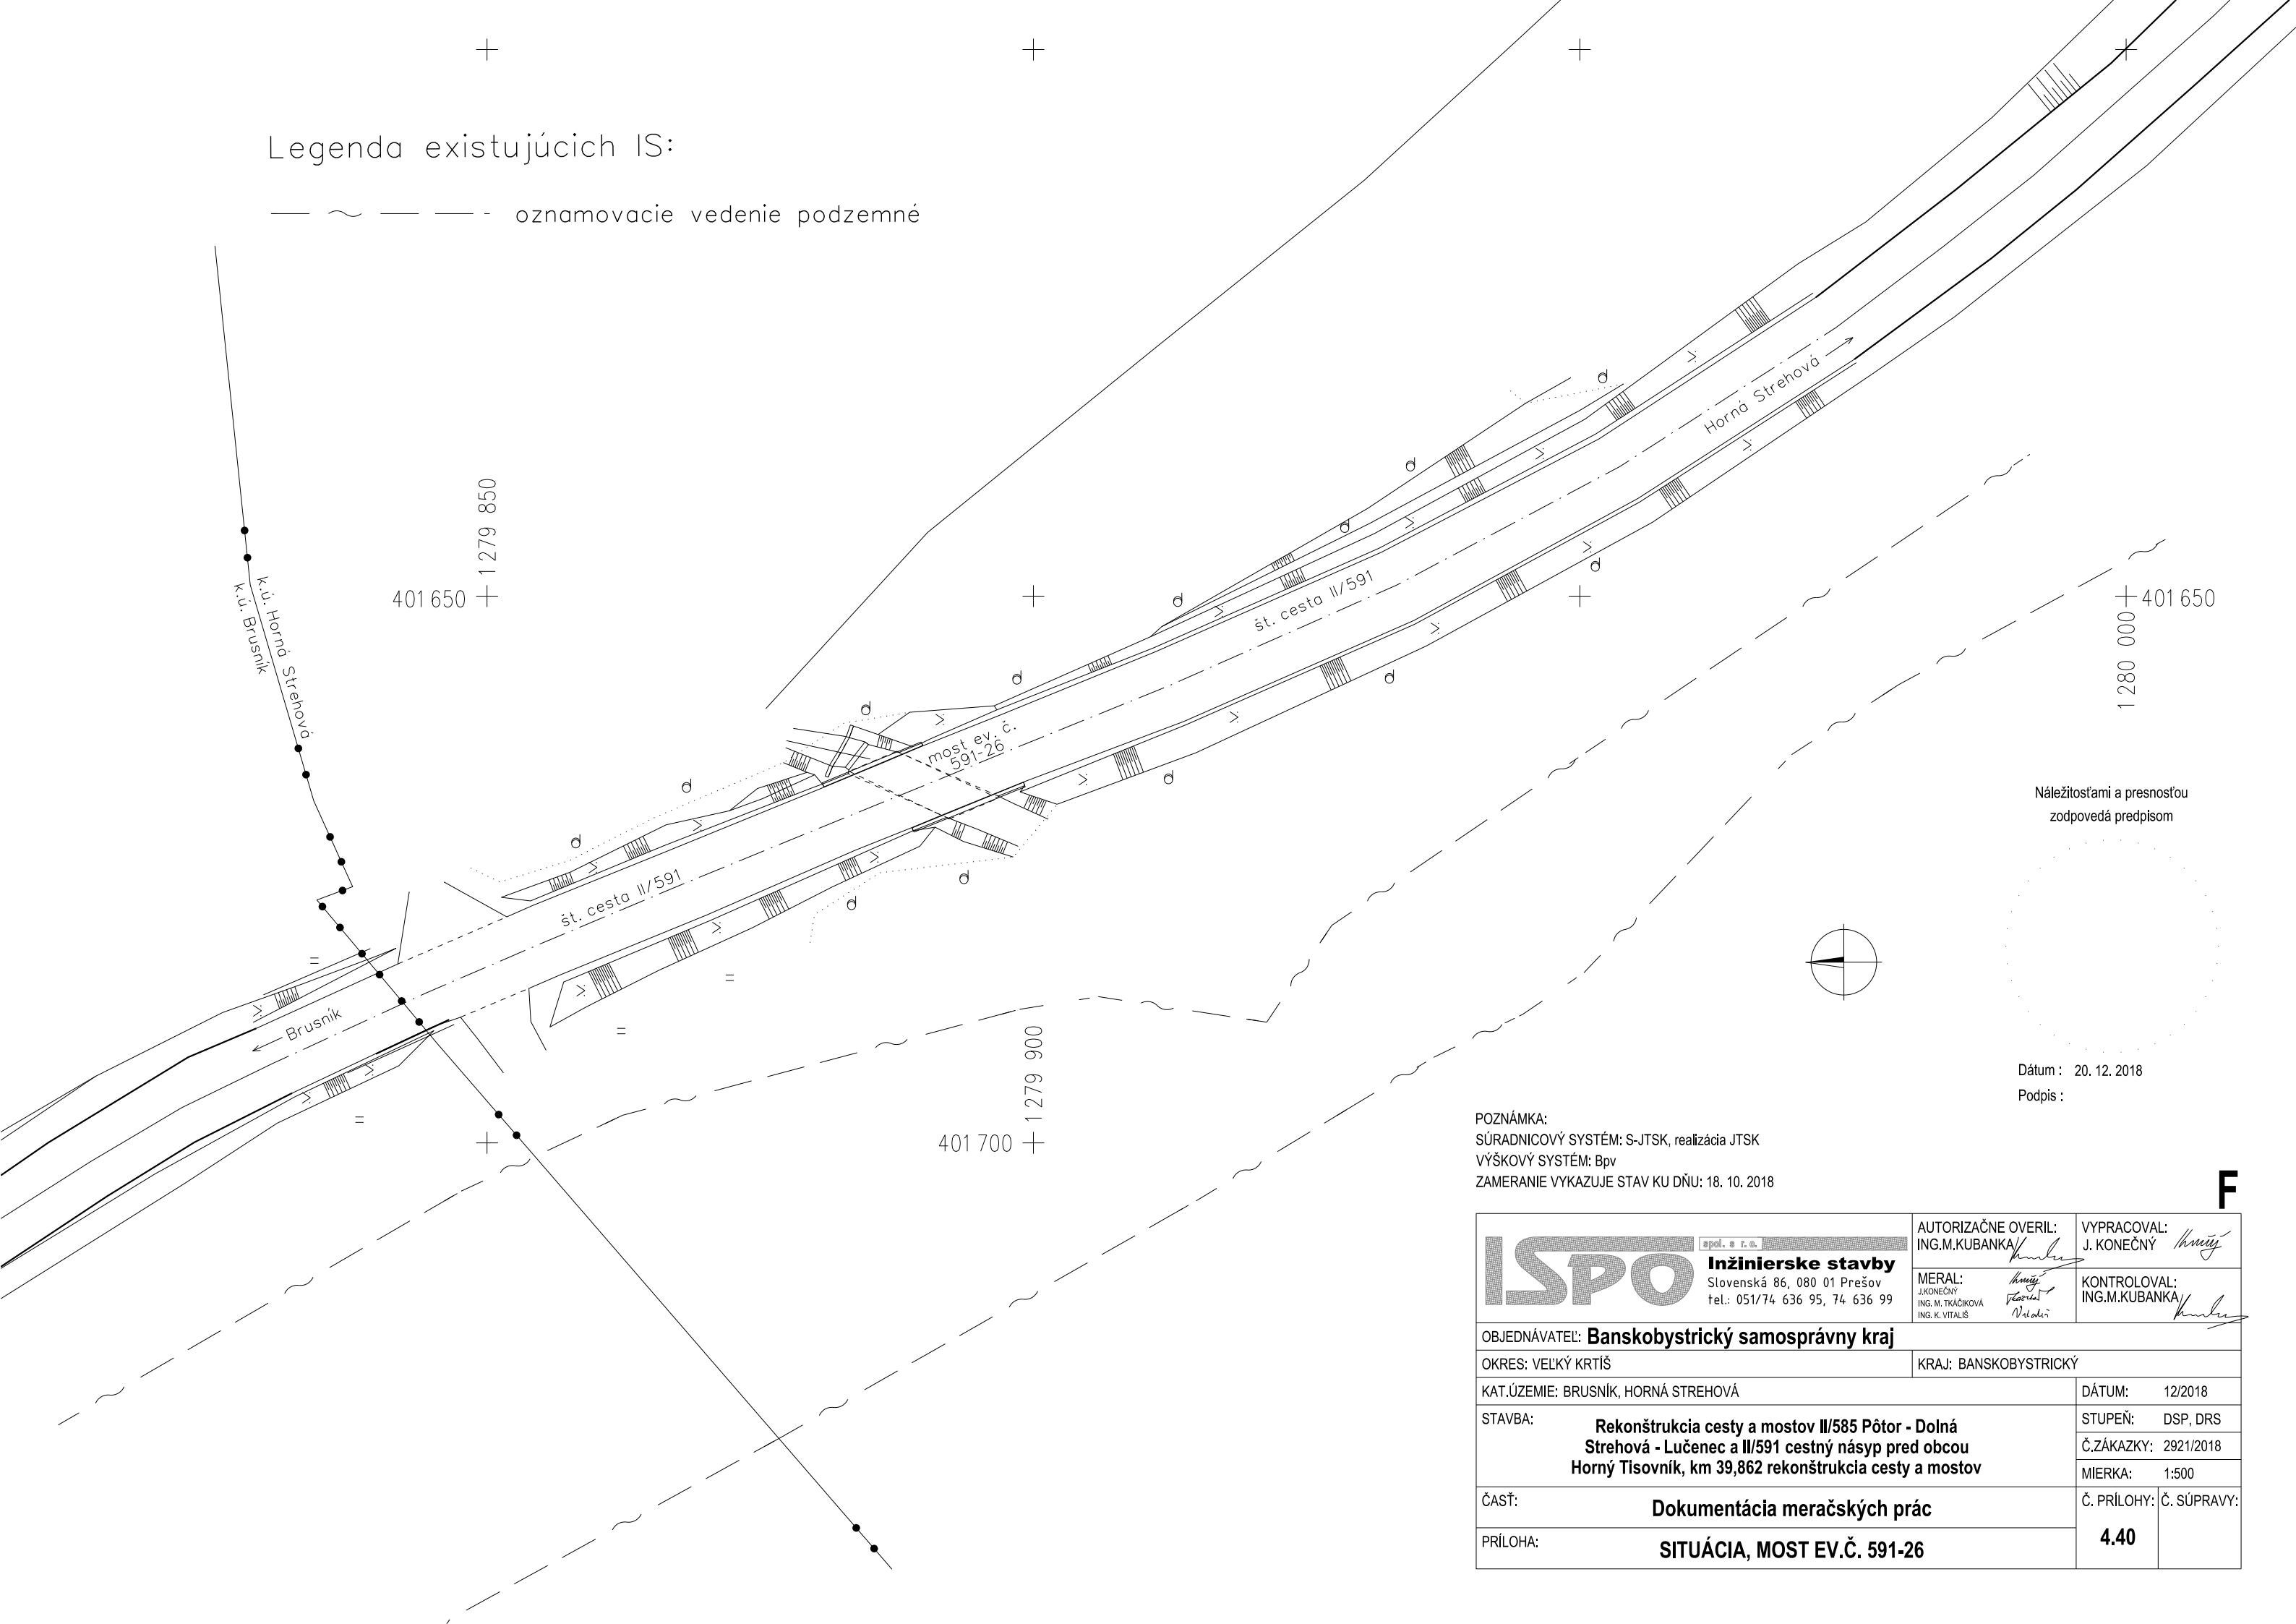 Legenda existujúcich IS:
oznamovacie vedenie podzemné
1279 850
401 650
k.ú. Horná Strehová
k.ú. Brusník
Horná Strehová
št. cesta II/591
401 650
1280 000
most ev. č.
591-26
št. cesta II/591
Brusník
1279 900
401 700
Náležitosťami a presnosťou
zodpovedá predpisom
Dátum : 20. 12. 2018
Podpis :
POZNÁMKA:
SÚRADNICOVÝ SYSTÉM: S-JTSK, realizácia JTSK
VÝŠKOVÝ SYSTÉM: Bpv
ZAMERANIE VYKAZUJE STAV KU DŇU: 18. 10. 2018
F
ISPO
spol. s r. o.
Inžinierske stavby
Slovenská 86, 080 01 Prešov
tel.: 051/74 636 95, 74 636 99
AUTORIZAČNE OVERIL:
ING.M.KUBANKA
VYPRACOVAL:
J. KONEČNÝ
MERAL:
J.KONEČNÝ
ING. M. TKÁČIKOVÁ
ING. K. VITALIŠ
KONTROLOVAL:
ING.M.KUBANKA
OBJEDNÁVATEĽ: Banskobystrický samosprávny kraj
OKRES: VEĽKÝ KRTÍŠ
KRAJ: BANSKOBYSTRICKÝ
KAT.ÚZEMIE: BRUSNÍK, HORNÁ STREHOVÁ
DÁTUM: 12/2018
STAVBA:
Rekonštrukcia cesty a mostov II/585 Pôtor - Dolná
Strehová - Lučenec a II/591 cestný násyp pred obcou
Horný Tisovník, km 39,862 rekonštrukcia cesty a mostov
STUPEŇ: DSP, DRS
Č.ZÁKAZKY: 2921/2018
MIERKA: 1:500
ČASŤ:
Dokumentácia meračských prác
Č. PRÍLOHY:
Č. SÚPRAVY:
4.40
PRÍLOHA:
SITUÁCIA, MOST EV.Č. 591-26